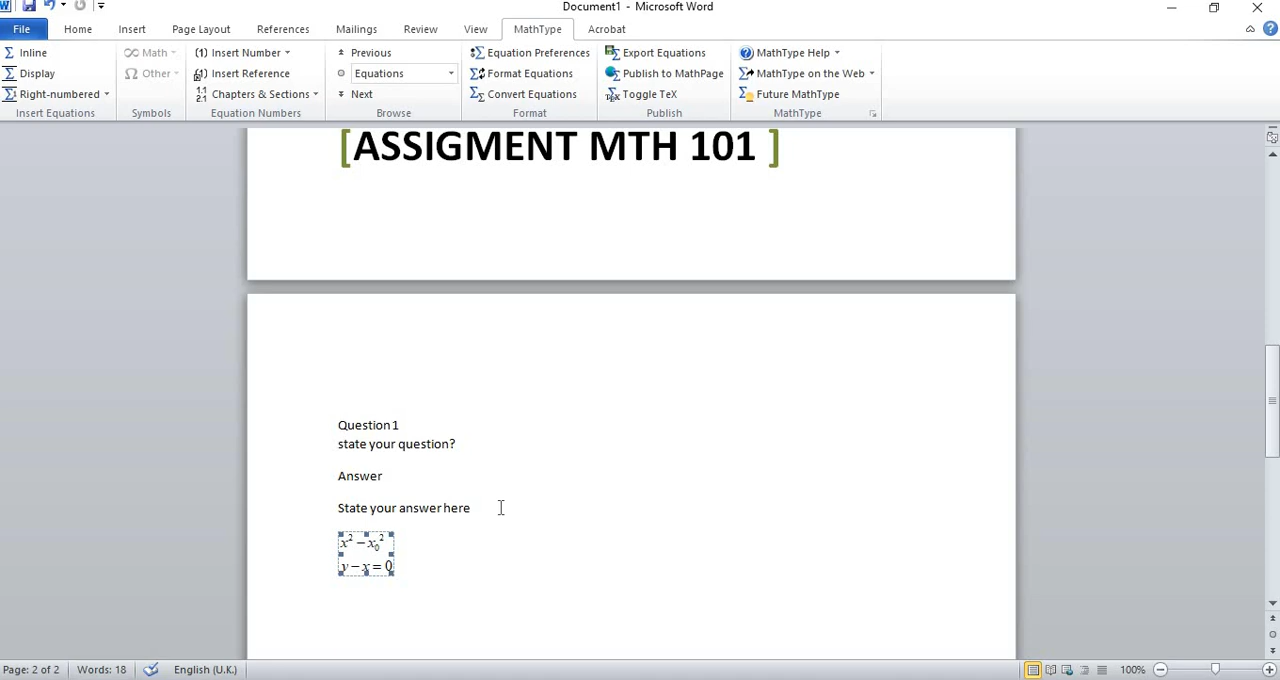 Document1 - Microsoft Word
File Home Insert Page Layout References Mailings Review View MathType Acrobat
Inline Math (1) Insert Number Previous Equation Preferences Export Equations MathType Help
Display Other (1) Insert Reference Equations Format Equations Publish to MathPage MathType on the Web
Right-numbered Chapters & Sections Next Convert Equations Toggle TeX Future MathType
Insert Equations Symbols Equation Numbers Browse Format Publish MathType
[ASSIGMENT MTH 101 ]
Question 1
state your question?
Answer
State your answer here
x² − x₀²
y − x = 0
Page: 2 of 2 Words: 18 English (U.K.) 100%